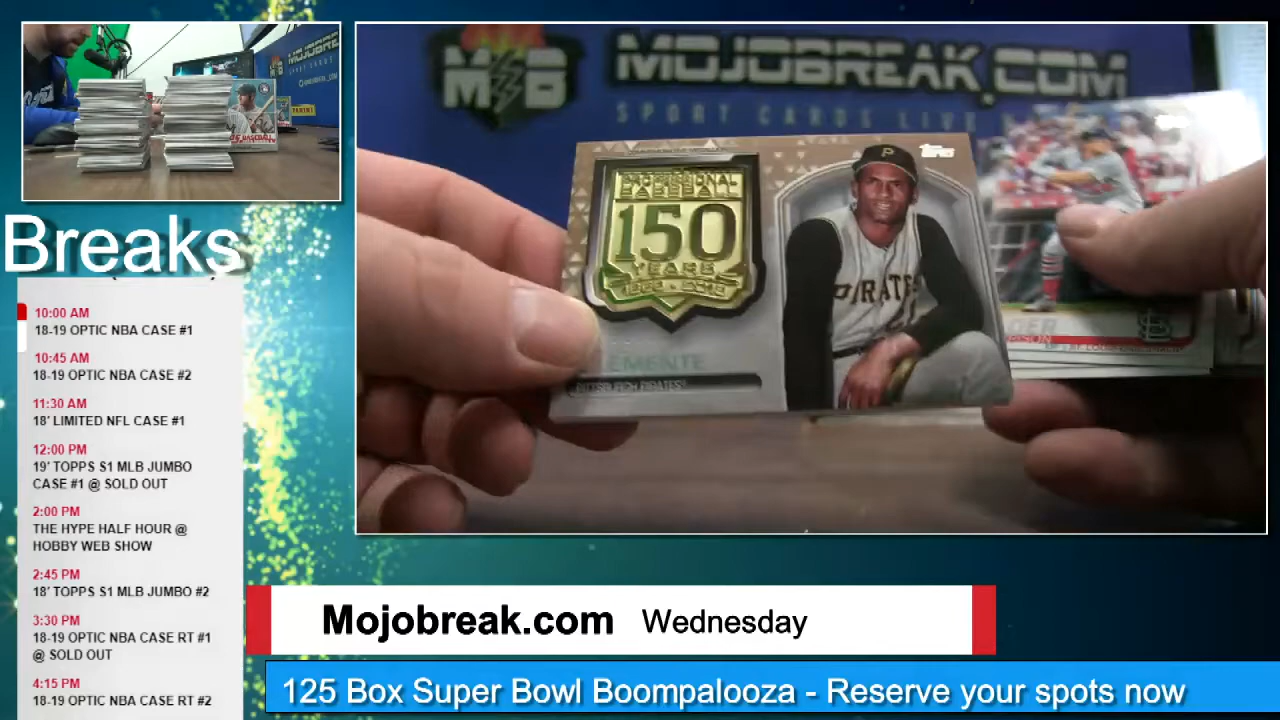 MB
MOJOBREAK.COM
SPORT CARDS
PROFESSIONAL
BASEBALL
150
YEARS
P
topps
PIRATES
EMENTE
PITTSBURGH PIRATES
Breaks
10:00 AM
18-19 OPTIC NBA CASE #1
10:45 AM
18-19 OPTIC NBA CASE #2
11:30 AM
18' LIMITED NFL CASE #1
12:00 PM
19' TOPPS S1 MLB JUMBO
CASE #1 @ SOLD OUT
2:00 PM
THE HYPE HALF HOUR @
HOBBY WEB SHOW
2:45 PM
18' TOPPS S1 MLB JUMBO #2
3:30 PM
18-19 OPTIC NBA CASE RT #1
@ SOLD OUT
4:15 PM
18-19 OPTIC NBA CASE RT #2
Mojobreak.com Wednesday
125 Box Super Bowl Boompalooza - Reserve your spots now